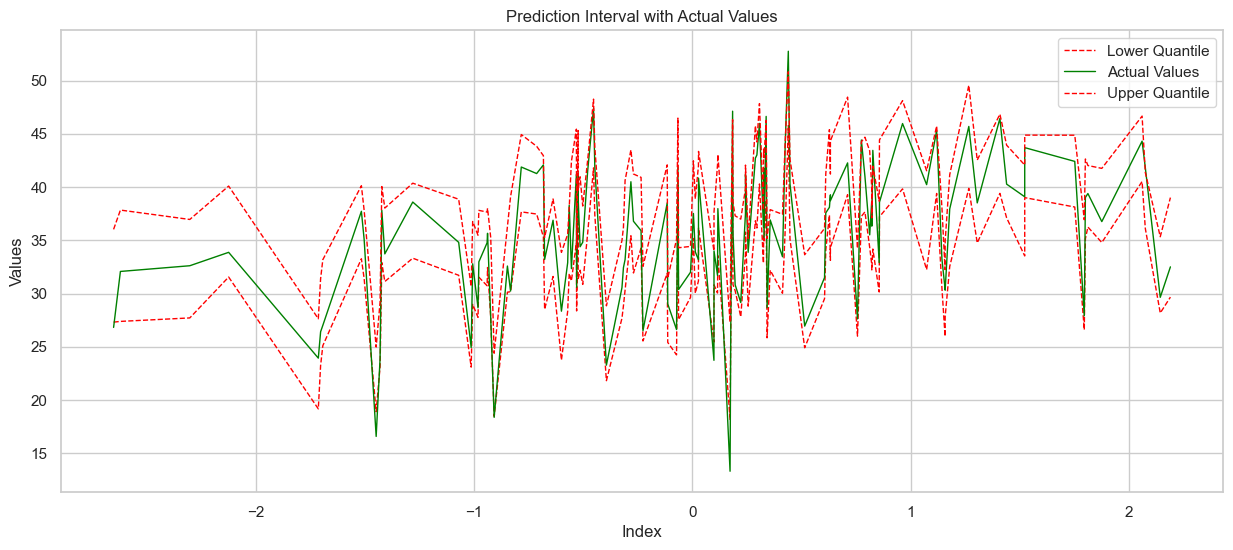 Prediction Interval with Actual Values
Lower Quantile
Actual Values
Upper Quantile
Values
50
45
40
35
30
25
20
15
−2
−1
0
1
2
Index